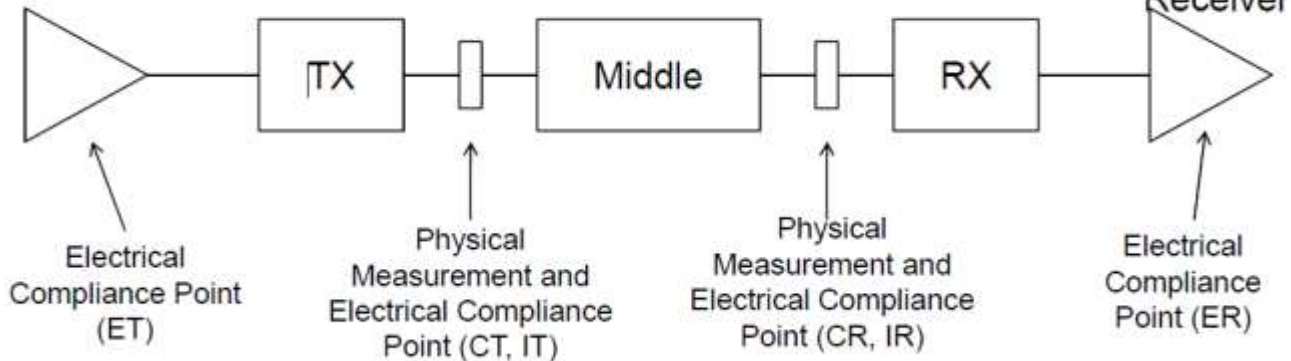 Receiver
TX
Middle
RX
Electrical
Compliance Point
(ET)
Physical
Measurement and
Electrical Compliance
Point (CT, IT)
Physical
Measurement and
Electrical Compliance
Point (CR, IR)
Electrical
Compliance
Point (ER)